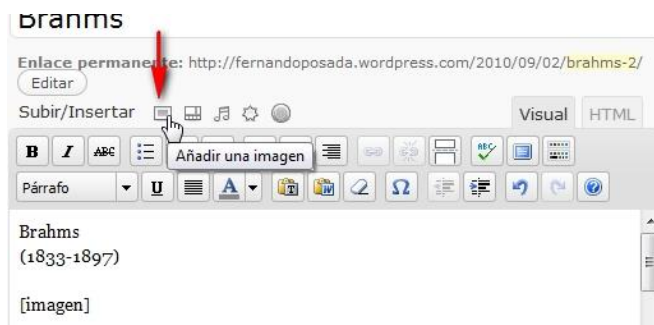 Brahms
Enlace permanente: http://fernandoposada.wordpress.com/2010/09/02/brahms-2/
Editar
Subir/Insertar
Visual HTML
B I ABC ABC
Añadir una imagen
Párrafo U A T W Ω ?
Brahms
(1833-1897)
[imagen]